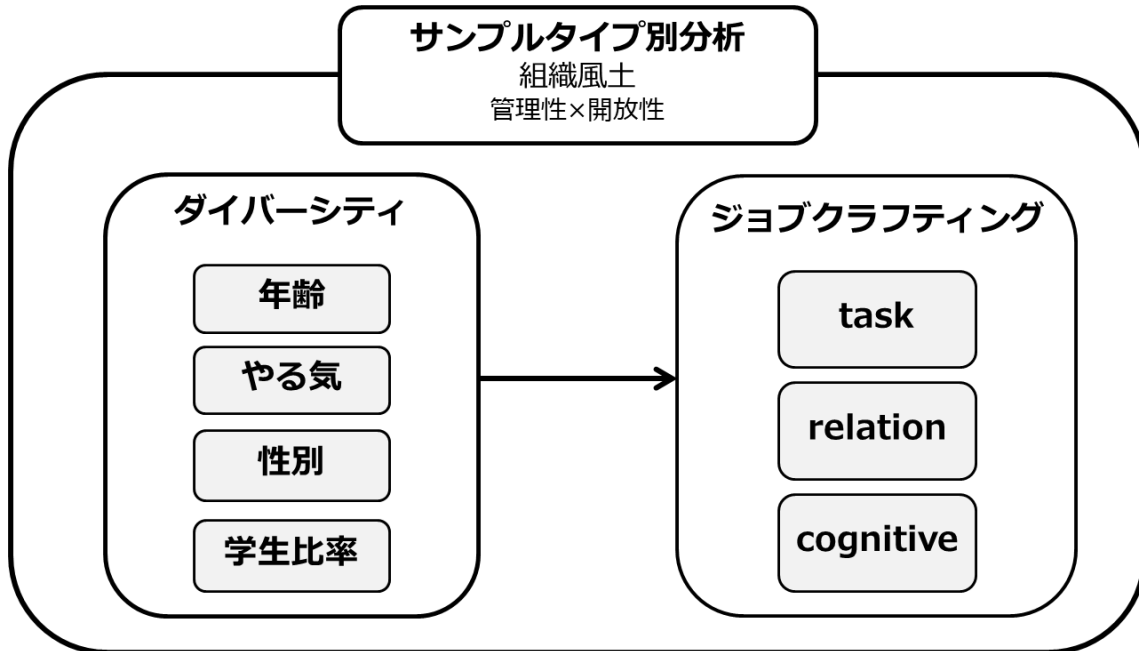 サンプルタイプ別分析
組織風土
管理性×開放性
ダイバーシティ
年齢
やる気
性別
学生比率
ジョブクラフティング
task
relation
cognitive